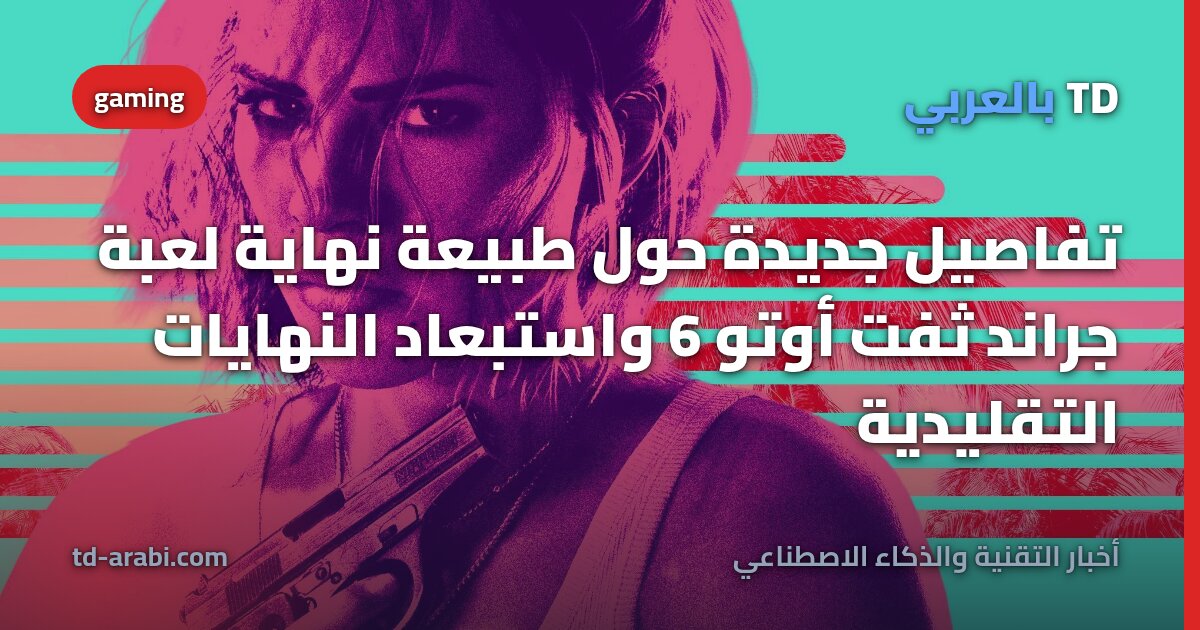 gaming
TD بالعربي
تفاصيل جديدة حول طبيعة نهاية لعبة
جراند ثفت أوتو 6 واستبعاد النهايات
التقليدية
td-arabi.com
أخبار التقنية والذكاء الاصطناعي